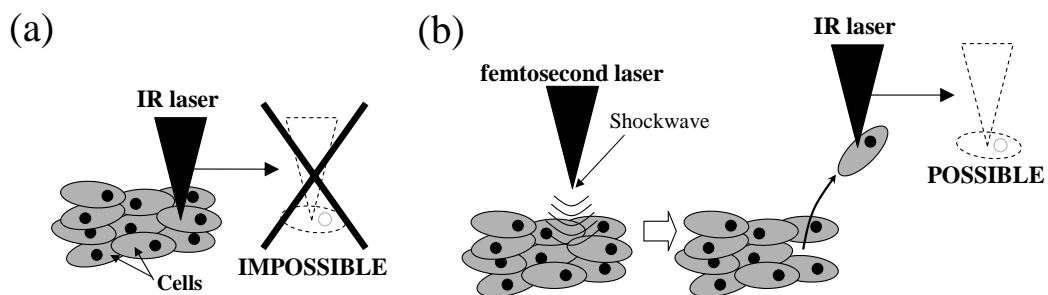 (a)
IR laser
IMPOSSIBLE
Cells
(b)
femtosecond laser
Shockwave
IR laser
POSSIBLE